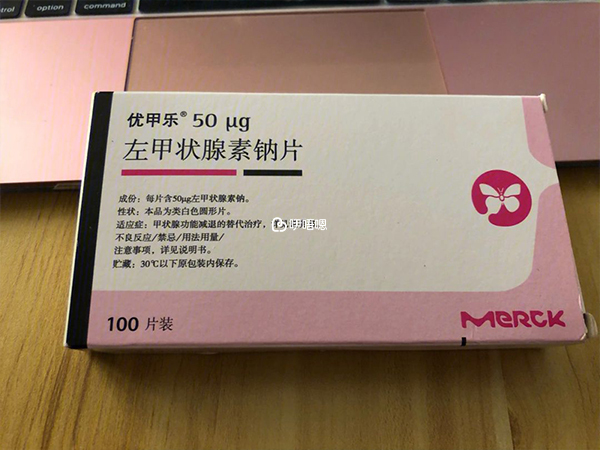 option
command
优甲乐® 50 µg
左甲状腺素钠片
成份：每片含50µg左甲状腺素钠。
性状：本品为类白色圆形片。
适应症：甲状腺功能减退的替代治疗，
不良反应/禁忌/用法用量/
注意事项，详见说明书。
贮藏：30℃以下原包装内保存。
100 片装
MERCK